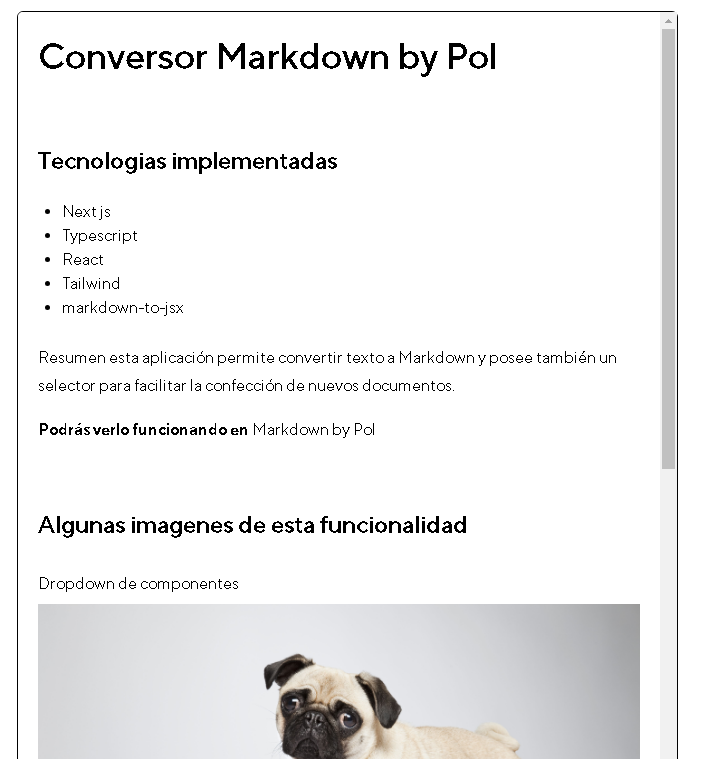 Conversor Markdown by Pol
Tecnologias implementadas
Next js
Typescript
React
Tailwind
markdown-to-jsx
Resumen esta aplicación permite convertir texto a Markdown y posee también un
selector para facilitar la confección de nuevos documentos.
Podrás verlo funcionando en Markdown by Pol
Algunas imagenes de esta funcionalidad
Dropdown de componentes